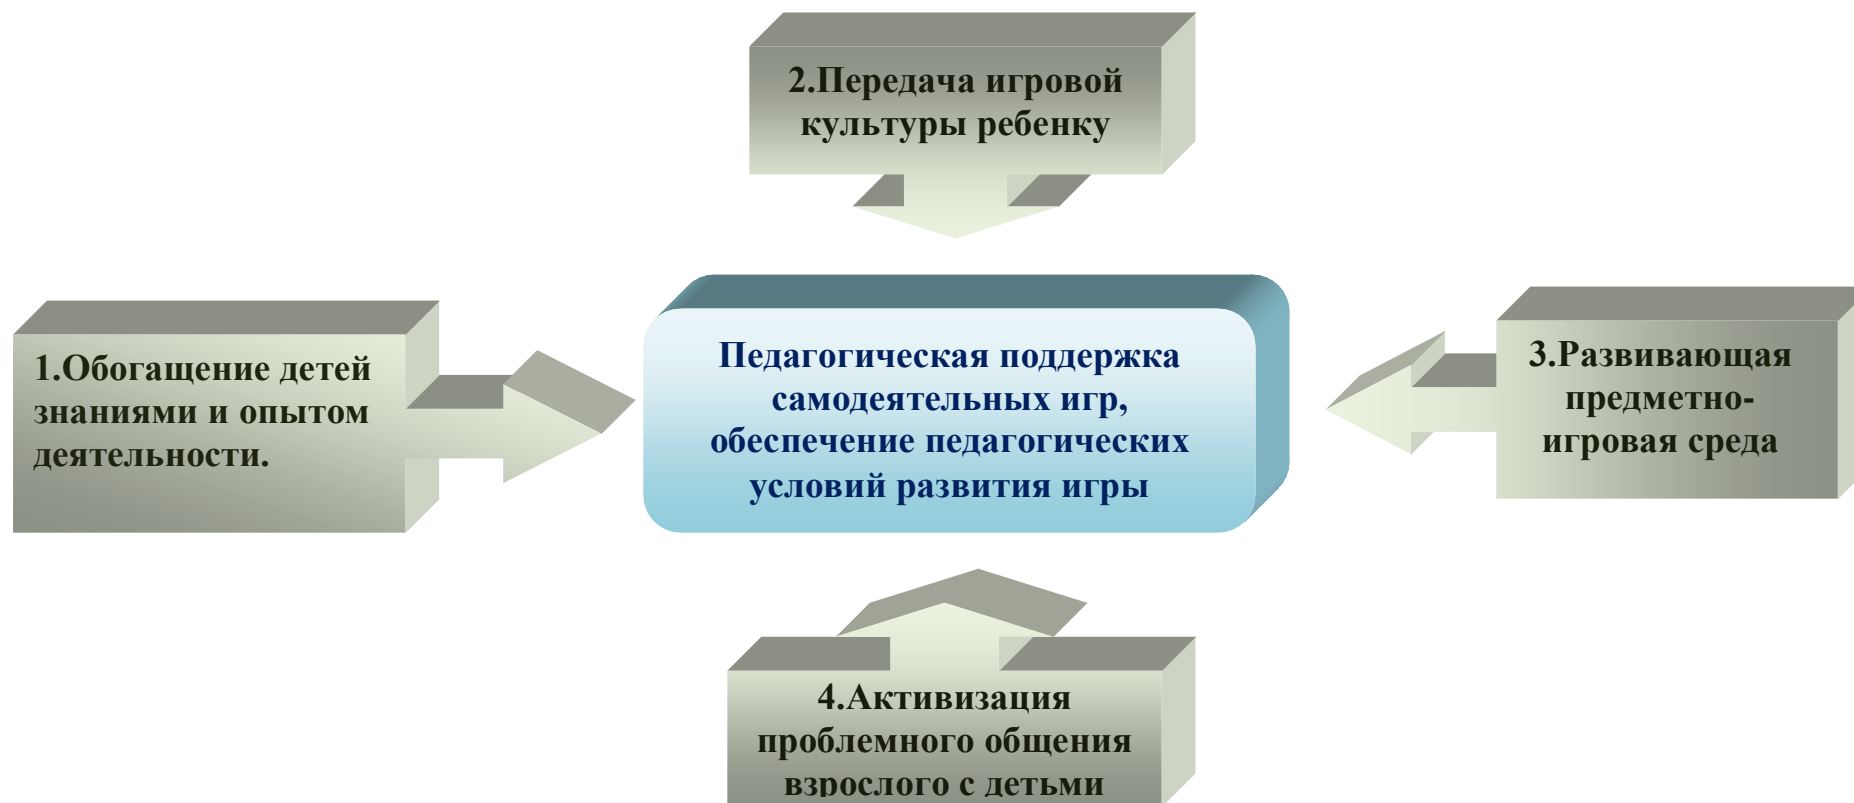 2.Передача игровой
культуры ребенку
1.Обогащение детей
знаниями и опытом
деятельности.
Педагогическая поддержка
самодеятельных игр,
обеспечение педагогических
условий развития игры
3.Развивающая
предметно-
игровая среда
4.Активизация
проблемного общения
взрослого с детьми